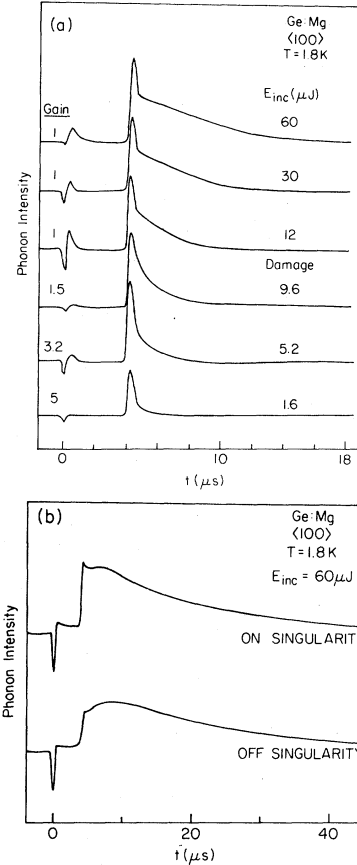 (a)
Ge:Mg
⟨100⟩
T=1.8K
Gain
E_inc (μJ)
1
60
1
30
1
12
Damage
1.5
9.6
3.2
5.2
5
1.6
Phonon Intensity
0
10
18
t (μs)
(b)
Ge:Mg
⟨100⟩
T=1.8K
E_inc = 60μJ
ON SINGULARIT
OFF SINGULARITY
Phonon Intensity
0
20
40
t (μs)